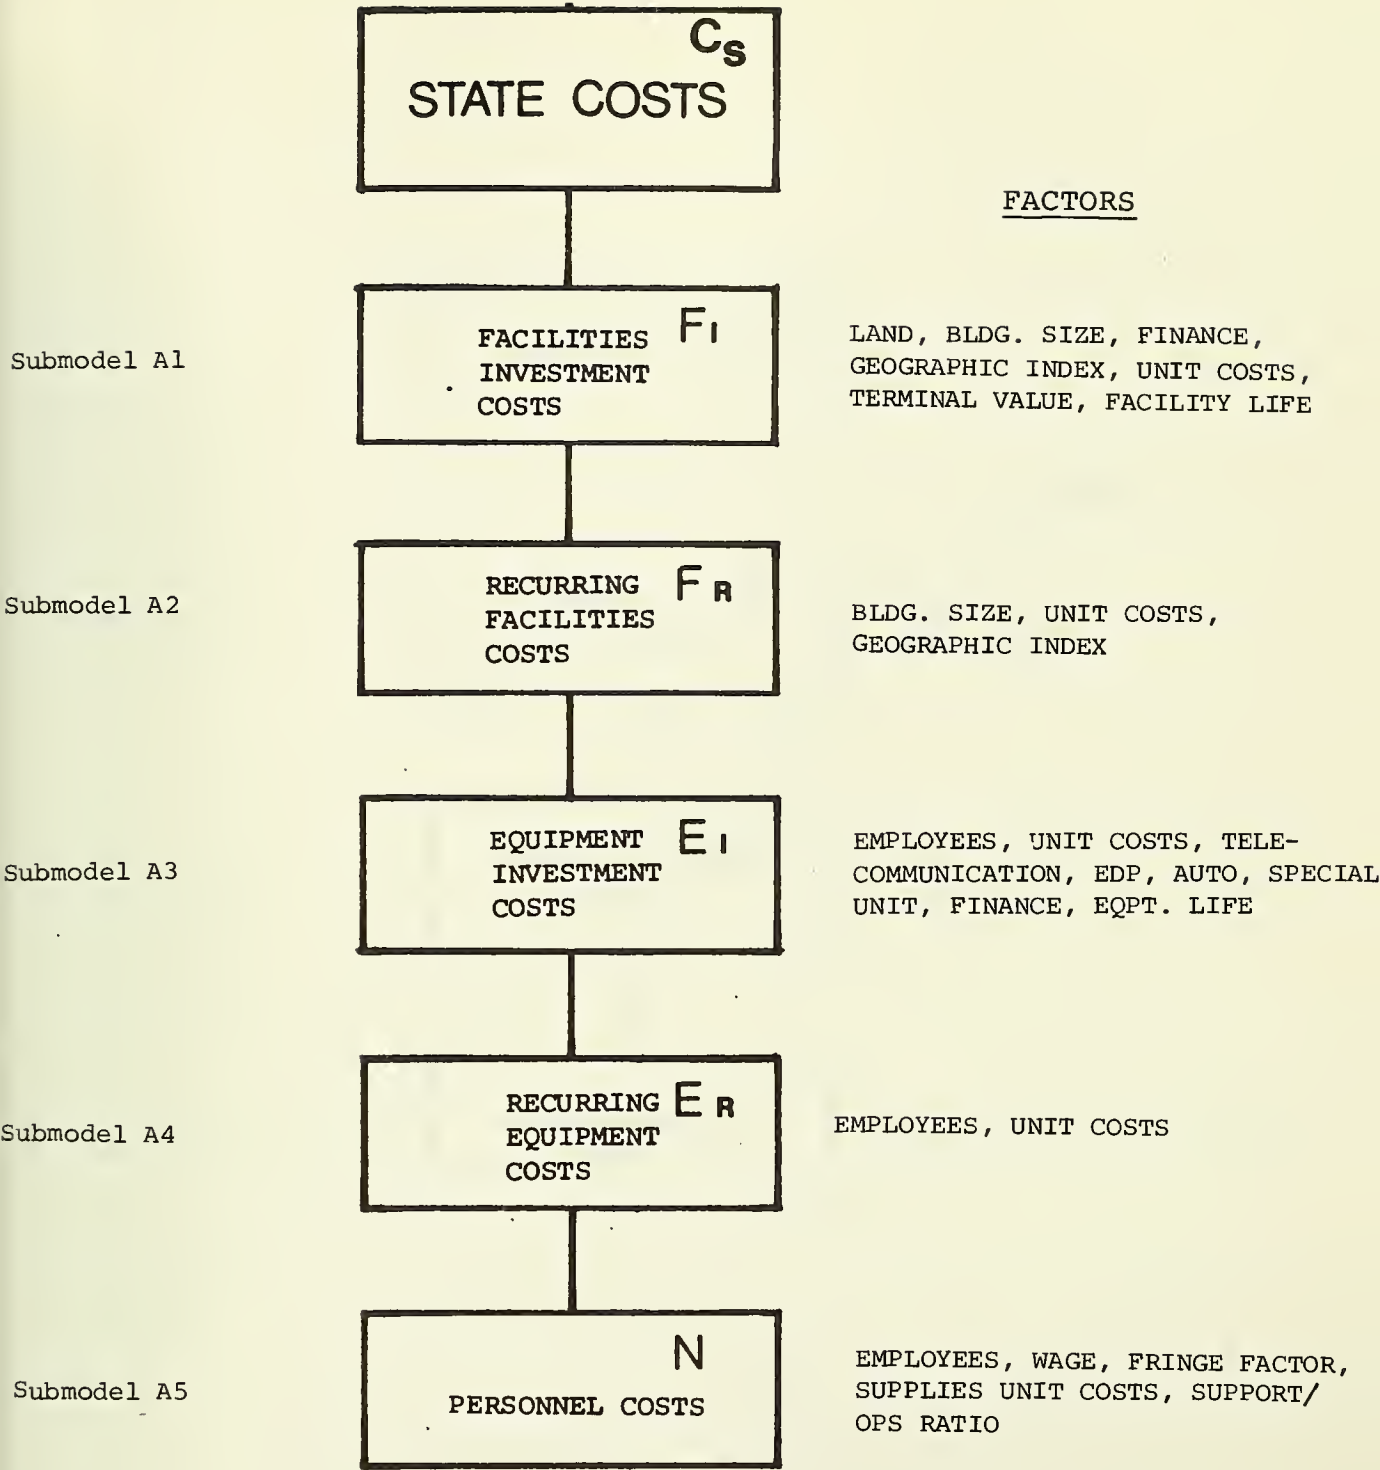 Cs
STATE COSTS
FACTORS
Submodel A1
FACILITIES FI
INVESTMENT
COSTS
LAND, BLDG. SIZE, FINANCE,
GEOGRAPHIC INDEX, UNIT COSTS,
TERMINAL VALUE, FACILITY LIFE
Submodel A2
RECURRING FR
FACILITIES
COSTS
BLDG. SIZE, UNIT COSTS,
GEOGRAPHIC INDEX
Submodel A3
EQUIPMENT EI
INVESTMENT
COSTS
EMPLOYEES, UNIT COSTS, TELE-
COMMUNICATION, EDP, AUTO, SPECIAL
UNIT, FINANCE, EQPT. LIFE
Submodel A4
RECURRING ER
EQUIPMENT
COSTS
EMPLOYEES, UNIT COSTS
Submodel A5
N
PERSONNEL COSTS
EMPLOYEES, WAGE, FRINGE FACTOR,
SUPPLIES UNIT COSTS, SUPPORT/
OPS RATIO